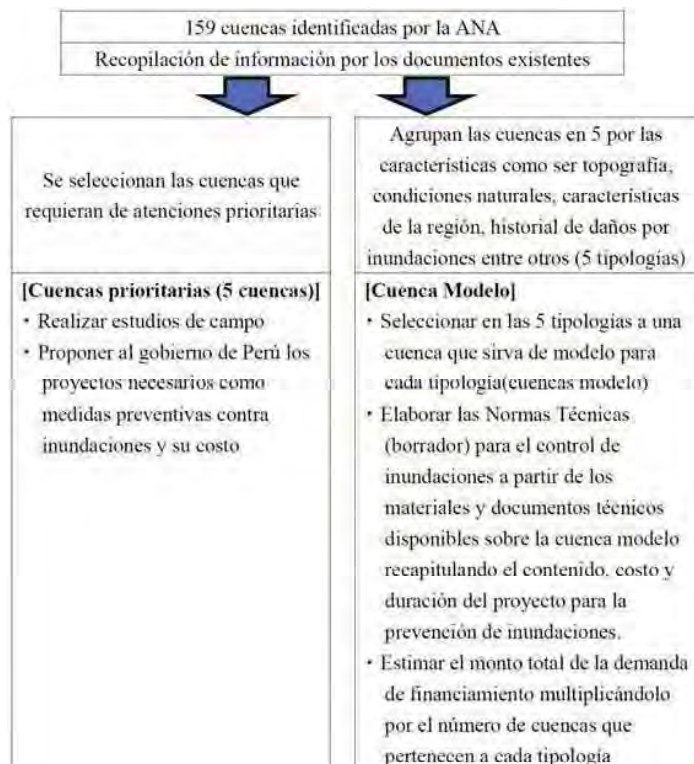 159 cuencas identificadas por la ANA
Recopilación de información por los documentos existentes
Se seleccionan las cuencas que
requieran de atenciones prioritarias
[Cuencas prioritarias (5 cuencas)]
・ Realizar estudios de campo
・ Proponer al gobierno de Perú los
proyectos necesarios como
medidas preventivas contra
inundaciones y su costo
Agrupan las cuencas en 5 por las
características como ser topografía,
condiciones naturales, características
de la región, historial de daños por
inundaciones entre otros (5 tipologías)
[Cuenca Modelo]
・ Seleccionar en las 5 tipologías a una
cuenca que sirva de modelo para
cada tipología(cuencas modelo)
・ Elaborar las Normas Técnicas
(borrador) para el control de
inundaciones a partir de los
materiales y documentos técnicos
disponibles sobre la cuenca modelo
recapitulando el contenido, costo y
duración del proyecto para la
prevención de inundaciones.
・ Estimar el monto total de la demanda
de financiamiento multiplicándolo
por el número de cuencas que
pertenecen a cada tipología